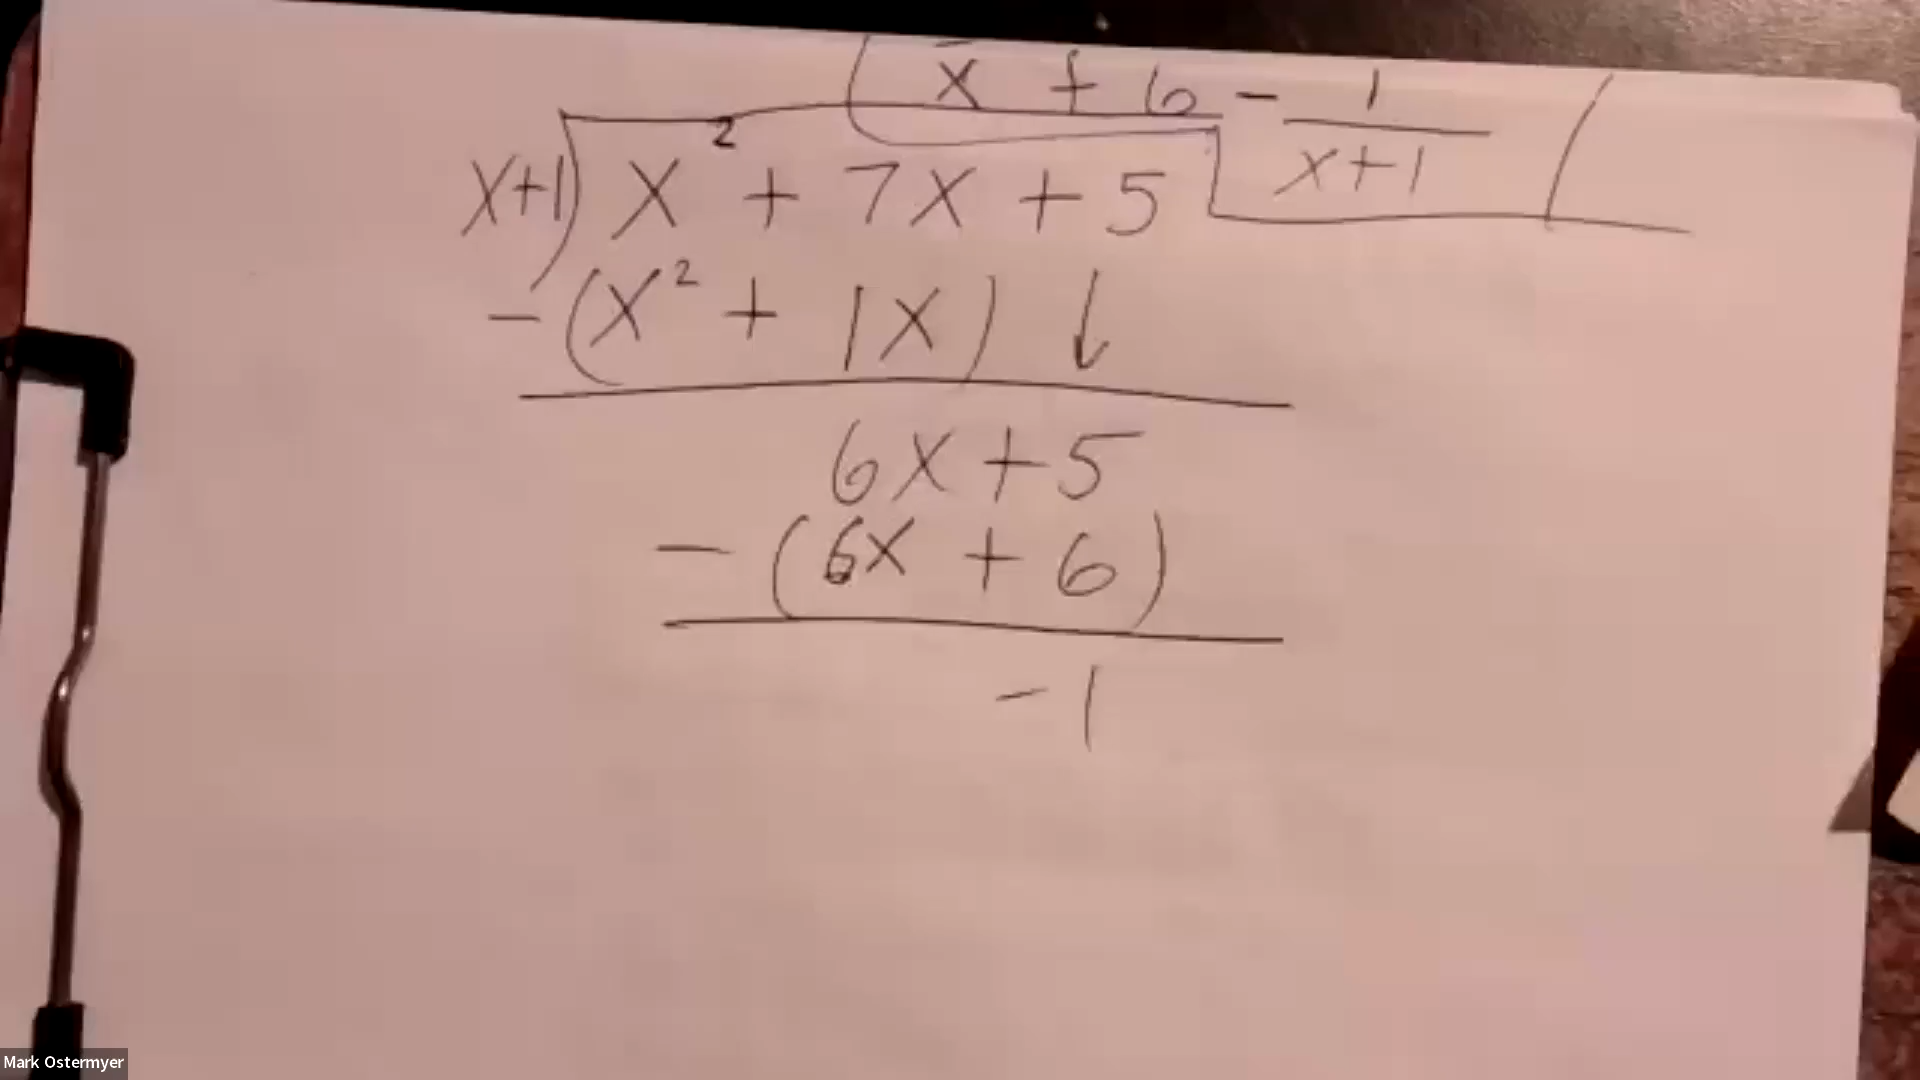 x + 6 - 1/(x+1)
x+1) x² + 7x + 5
-(x² + 1x) ↓
6x + 5
-(6x + 6)
-1
Mark Ostermyer